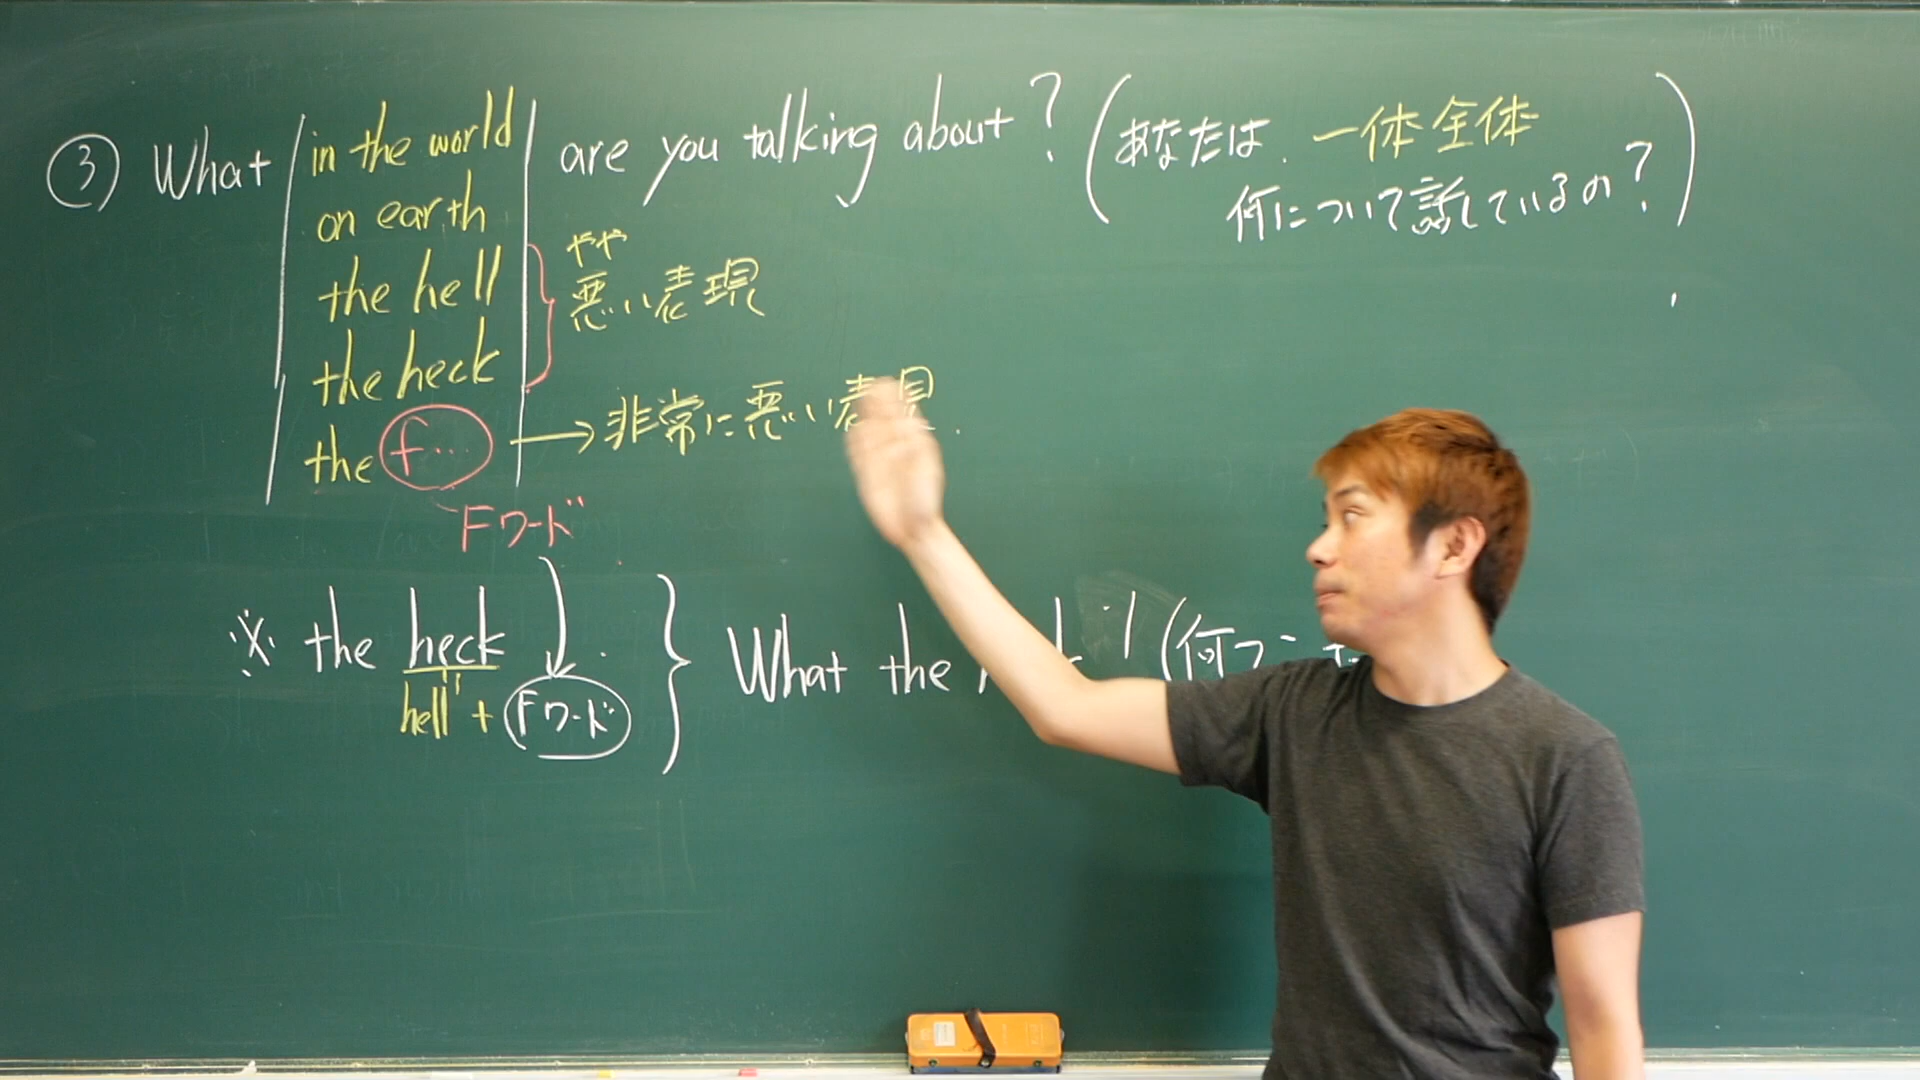 ③ What in the world are you talking about? (あなたは、一体全体
on earth 何について話しているの?)
the hell やや
悪い表現
the heck
the f… → 非常に悪い表現.
Fワード
※ the heck
hell + Fワード } What the (何つ